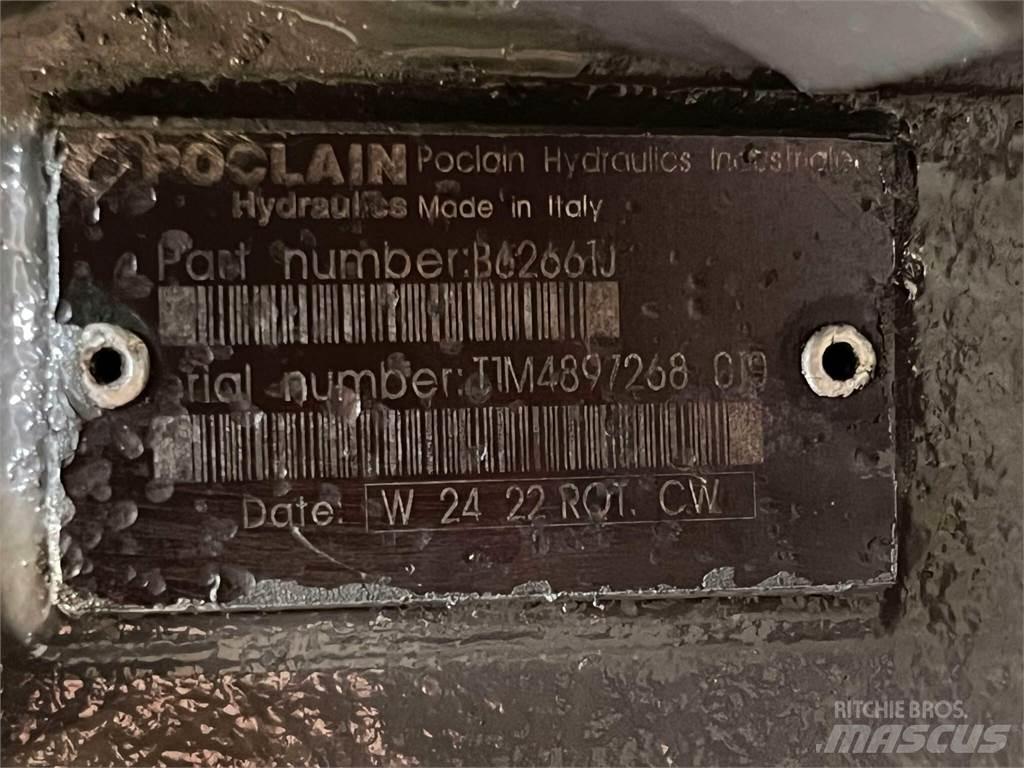 POCLAIN Poclain Hydraulics Industriale
Hydraulics Made in Italy
Part number:B62661J
Serial number:T1M4897268 019
Date: W 24 22 ROT. CW
RITCHIE BROS.
MASCUS